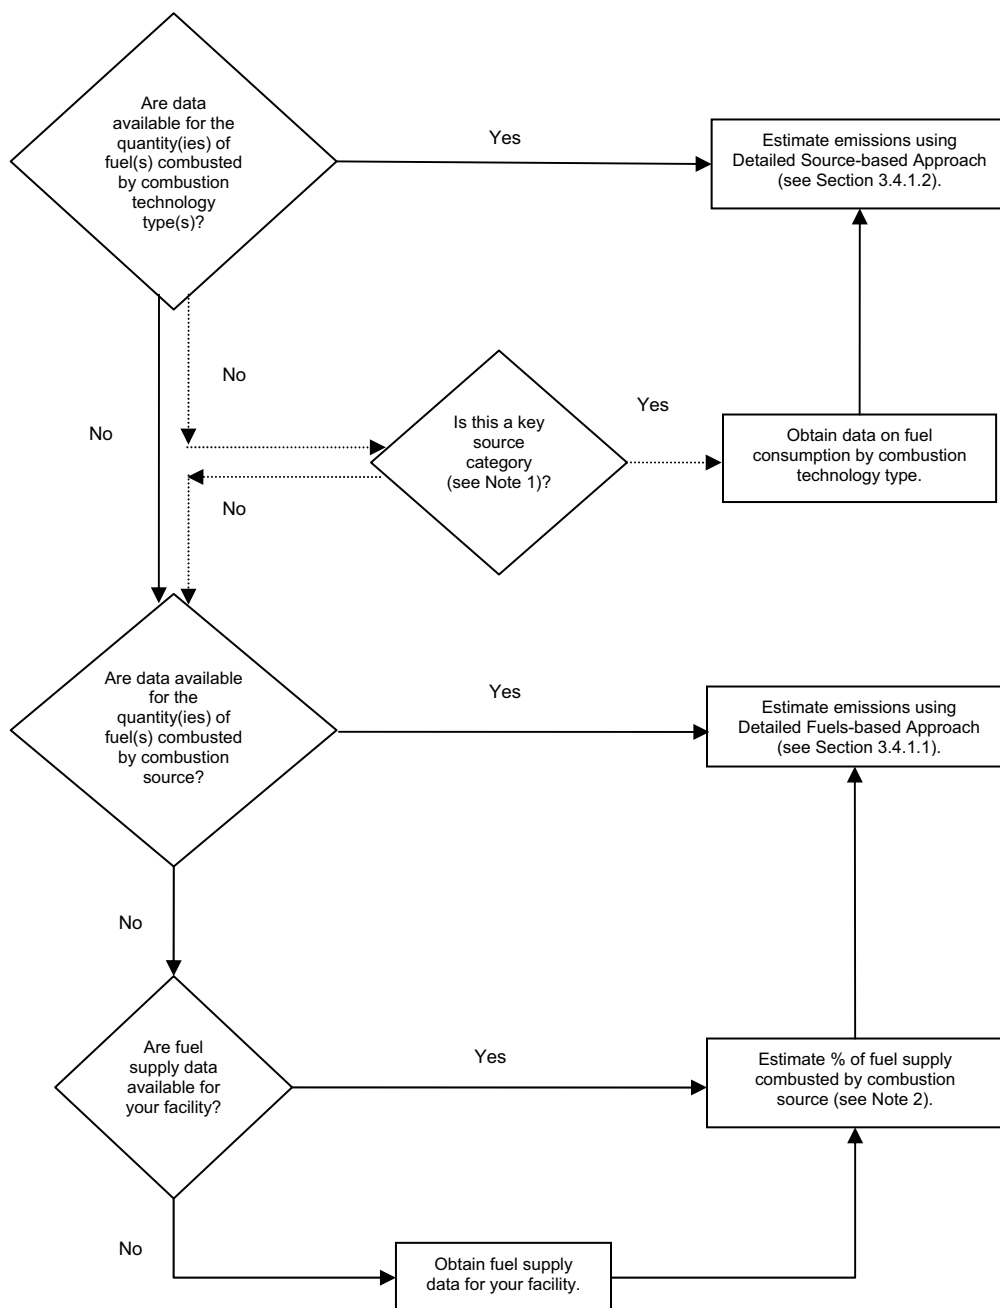 Are data
available for the
quantity(ies) of
fuel(s) combusted
by combustion
technology
type(s)?
Yes
Estimate emissions using
Detailed Source-based Approach
(see Section 3.4.1.2).
No
No
Is this a key
source
category
(see Note 1)?
Yes
Obtain data on fuel
consumption by combustion
technology type.
No
Are data available
for the
quantity(ies) of
fuel(s) combusted
by combustion
source?
Yes
Estimate emissions using
Detailed Fuels-based Approach
(see Section 3.4.1.1).
No
Are fuel
supply data
available for
your facility?
Yes
Estimate % of fuel supply
combusted by combustion
source (see Note 2).
No
Obtain fuel supply
data for your facility.